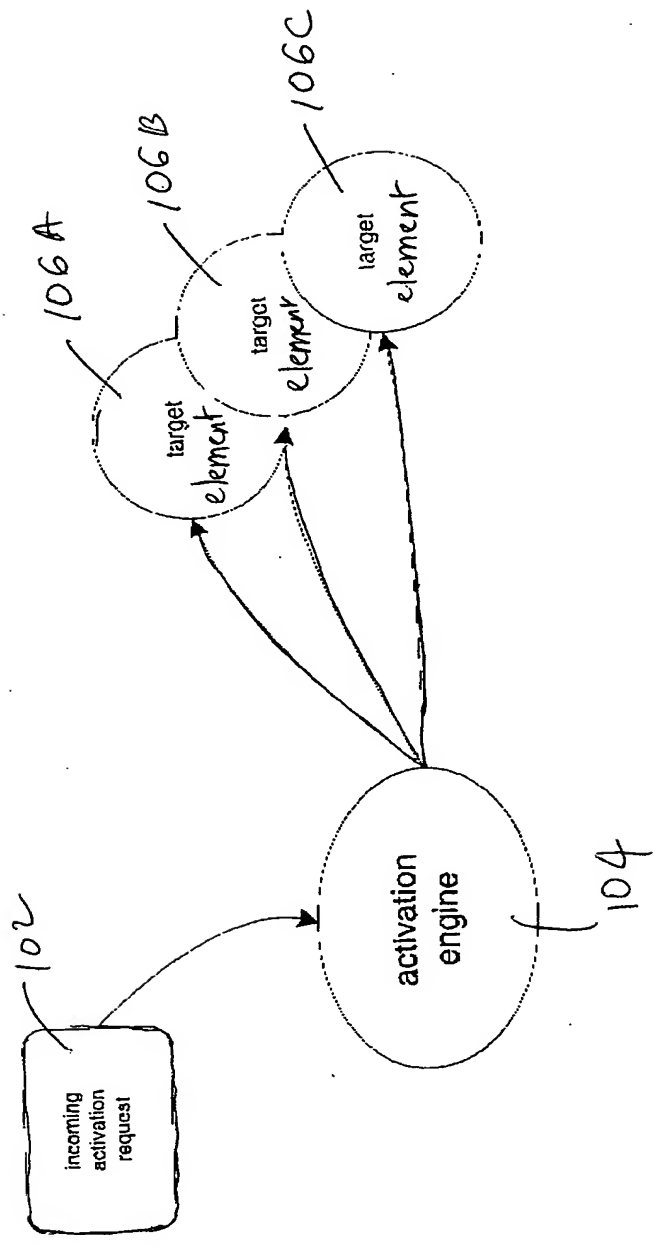 102
incoming
activation
request
activation
engine
104
106A
target
element
106B
target
element
106C
target
element